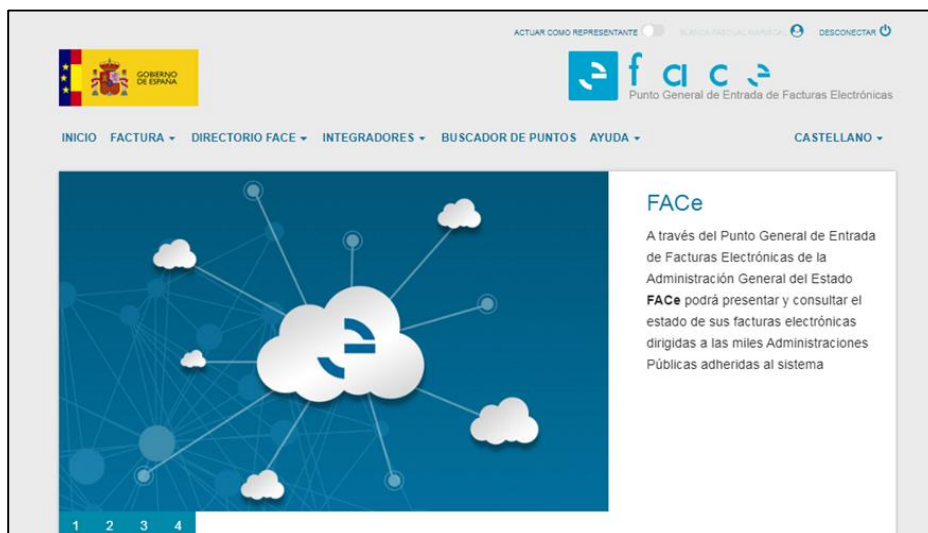 ACTUAR COMO REPRESENTANTE DESCONECTAR
GOBIERNO
DE ESPAÑA
face
Punto General de Entrada de Facturas Electrónicas
INICIO FACTURA DIRECTORIO FACE INTEGRADORES BUSCADOR DE PUNTOS AYUDA CASTELLANO
FACe
A través del Punto General de Entrada
de Facturas Electrónicas de la
Administración General del Estado
FACe podrá presentar y consultar el
estado de sus facturas electrónicas
dirigidas a las miles Administraciones
Públicas adheridas al sistema
1 2 3 4